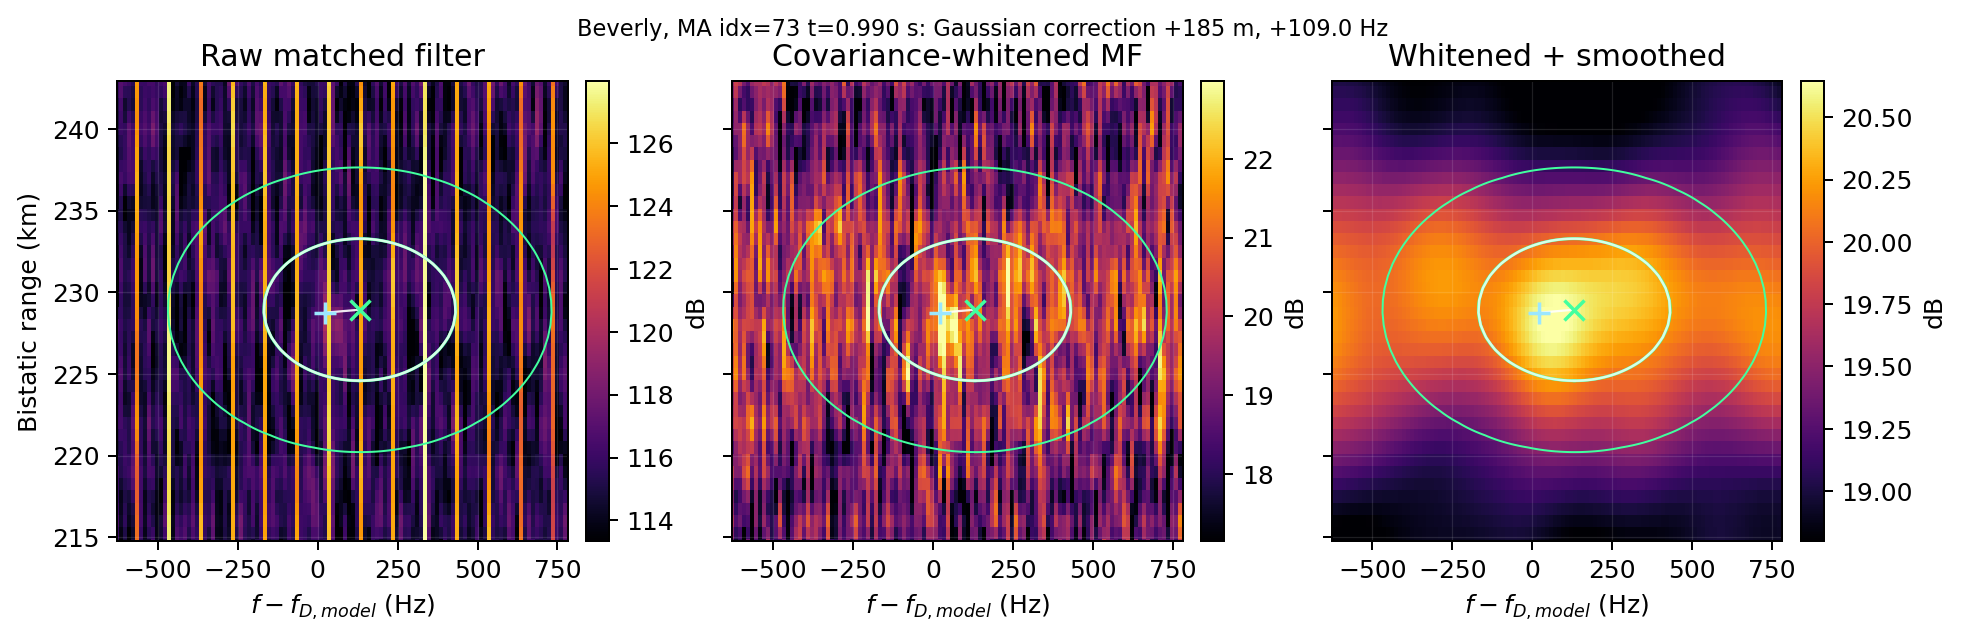 Beverly, MA idx=73 t=0.990 s: Gaussian correction +185 m, +109.0 Hz
Raw matched filter
Covariance-whitened MF
Whitened + smoothed
Bistatic range (km)
240
235
230
225
220
215
−500 −250 0 250 500 750
f − f_{D,model} (Hz)
126
124
122
120
118
116
114
dB
−500 −250 0 250 500 750
f − f_{D,model} (Hz)
22
21
20
19
18
dB
−500 −250 0 250 500 750
f − f_{D,model} (Hz)
20.50
20.25
20.00
19.75
19.50
19.25
19.00
dB